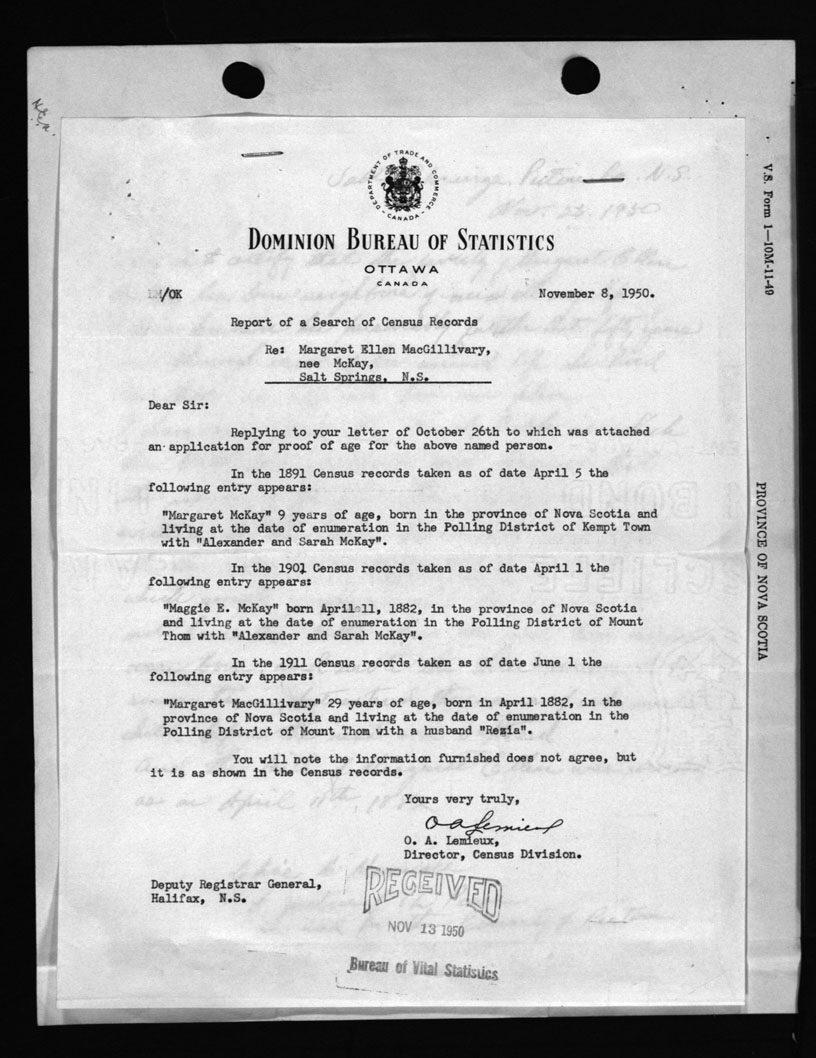 DEPARTMENT OF TRADE AND COMMERCE
- CANADA -
DOMINION BUREAU OF STATISTICS
OTTAWA
CANADA
/OK
November 8, 1950.
Report of a Search of Census Records
Re: Margaret Ellen MacGillivary,
nee McKay,
Salt Springs, N.S.
Dear Sir:
Replying to your letter of October 26th to which was attached
an application for proof of age for the above named person.
In the 1891 Census records taken as of date April 5 the
following entry appears:
"Margaret McKay" 9 years of age, born in the province of Nova Scotia and
living at the date of enumeration in the Polling District of Kempt Town
with "Alexander and Sarah McKay".
In the 1901 Census records taken as of date April 1 the
following entry appears:
"Maggie E. McKay" born April 11, 1882, in the province of Nova Scotia
and living at the date of enumeration in the Polling District of Mount
Thom with "Alexander and Sarah McKay".
In the 1911 Census records taken as of date June 1 the
following entry appears:
"Margaret MacGillivary" 29 years of age, born in April 1882, in the
province of Nova Scotia and living at the date of enumeration in the
Polling District of Mount Thom with a husband "Rezia".
You will note the information furnished does not agree, but
it is as shown in the Census records.
Yours very truly,
O A Lemieux
O. A. Lemieux,
Director, Census Division.
Deputy Registrar General,
Halifax, N.S.
RECEIVED
NOV 13 1950
Bureau of Vital Statistics
V.S. Form 1—10M-11-49
PROVINCE OF NOVA SCOTIA